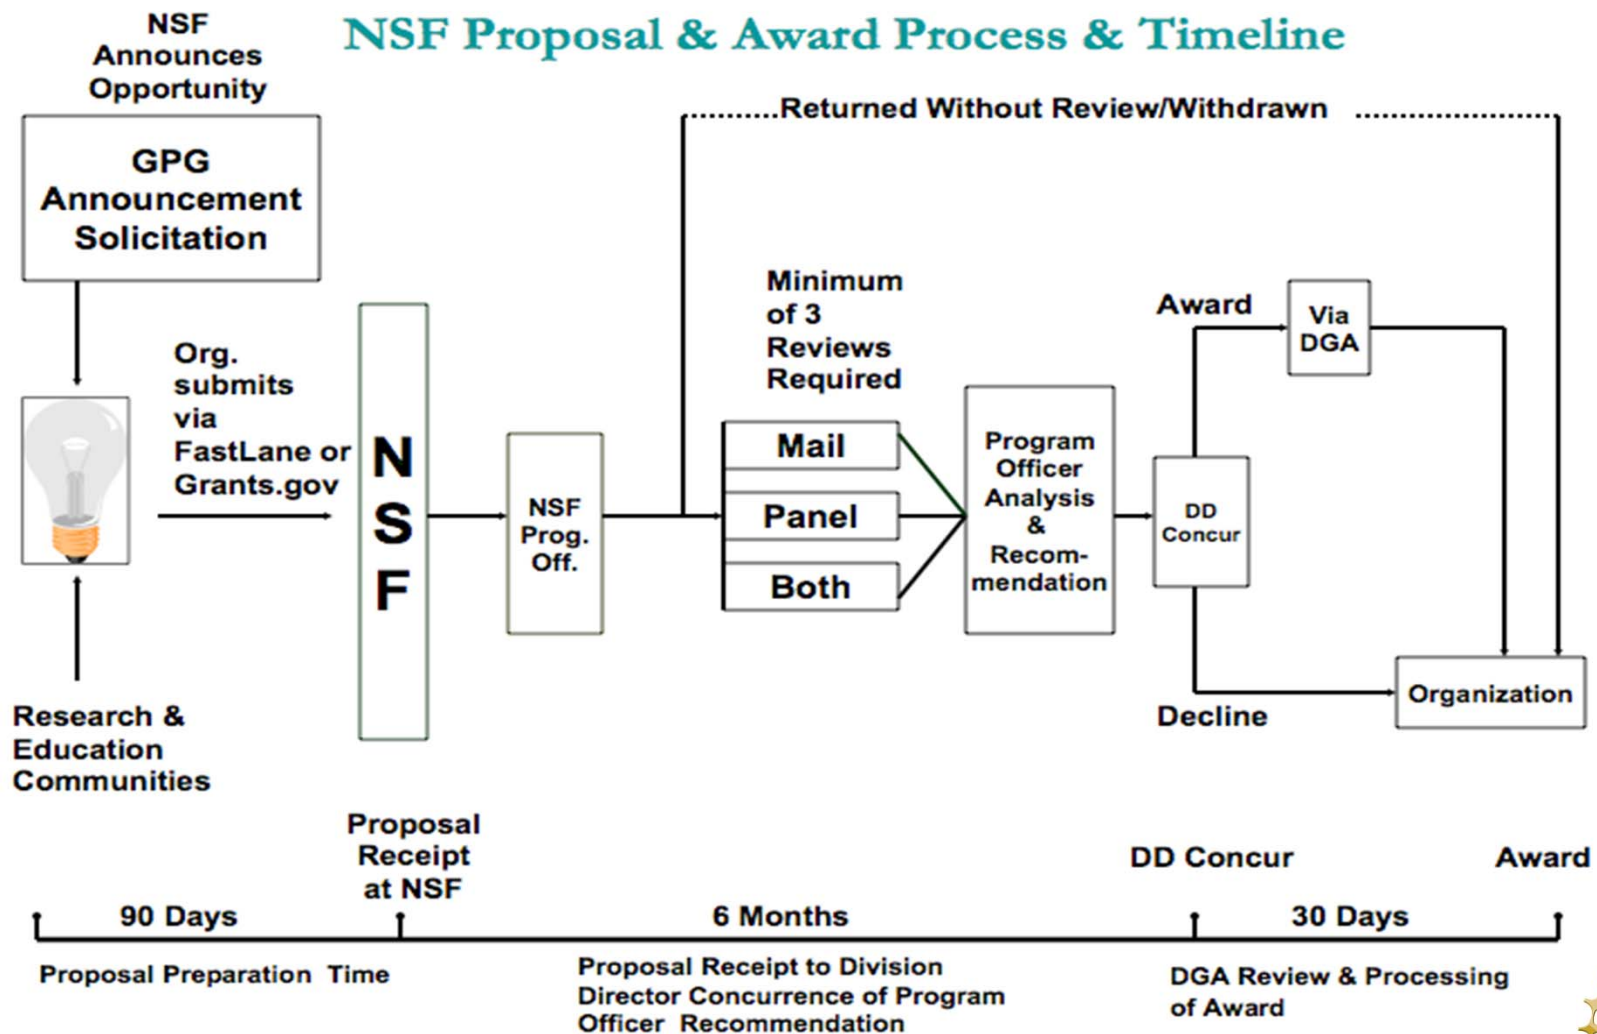 NSF
Announces
Opportunity
NSF Proposal & Award Process & Timeline
Returned Without Review/Withdrawn
GPG
Announcement
Solicitation
Org.
submits
via
FastLane or
Grants.gov
Research &
Education
Communities
N
S
F
NSF
Prog.
Off.
Minimum
of 3
Reviews
Required
Mail
Panel
Both
Program
Officer
Analysis
&
Recom-
mendation
DD
Concur
Award
Via
DGA
Decline
Organization
Proposal
Receipt
at NSF
DD Concur
Award
90 Days
6 Months
30 Days
Proposal Preparation Time
Proposal Receipt to Division
Director Concurrence of Program
Officer Recommendation
DGA Review & Processing
of Award